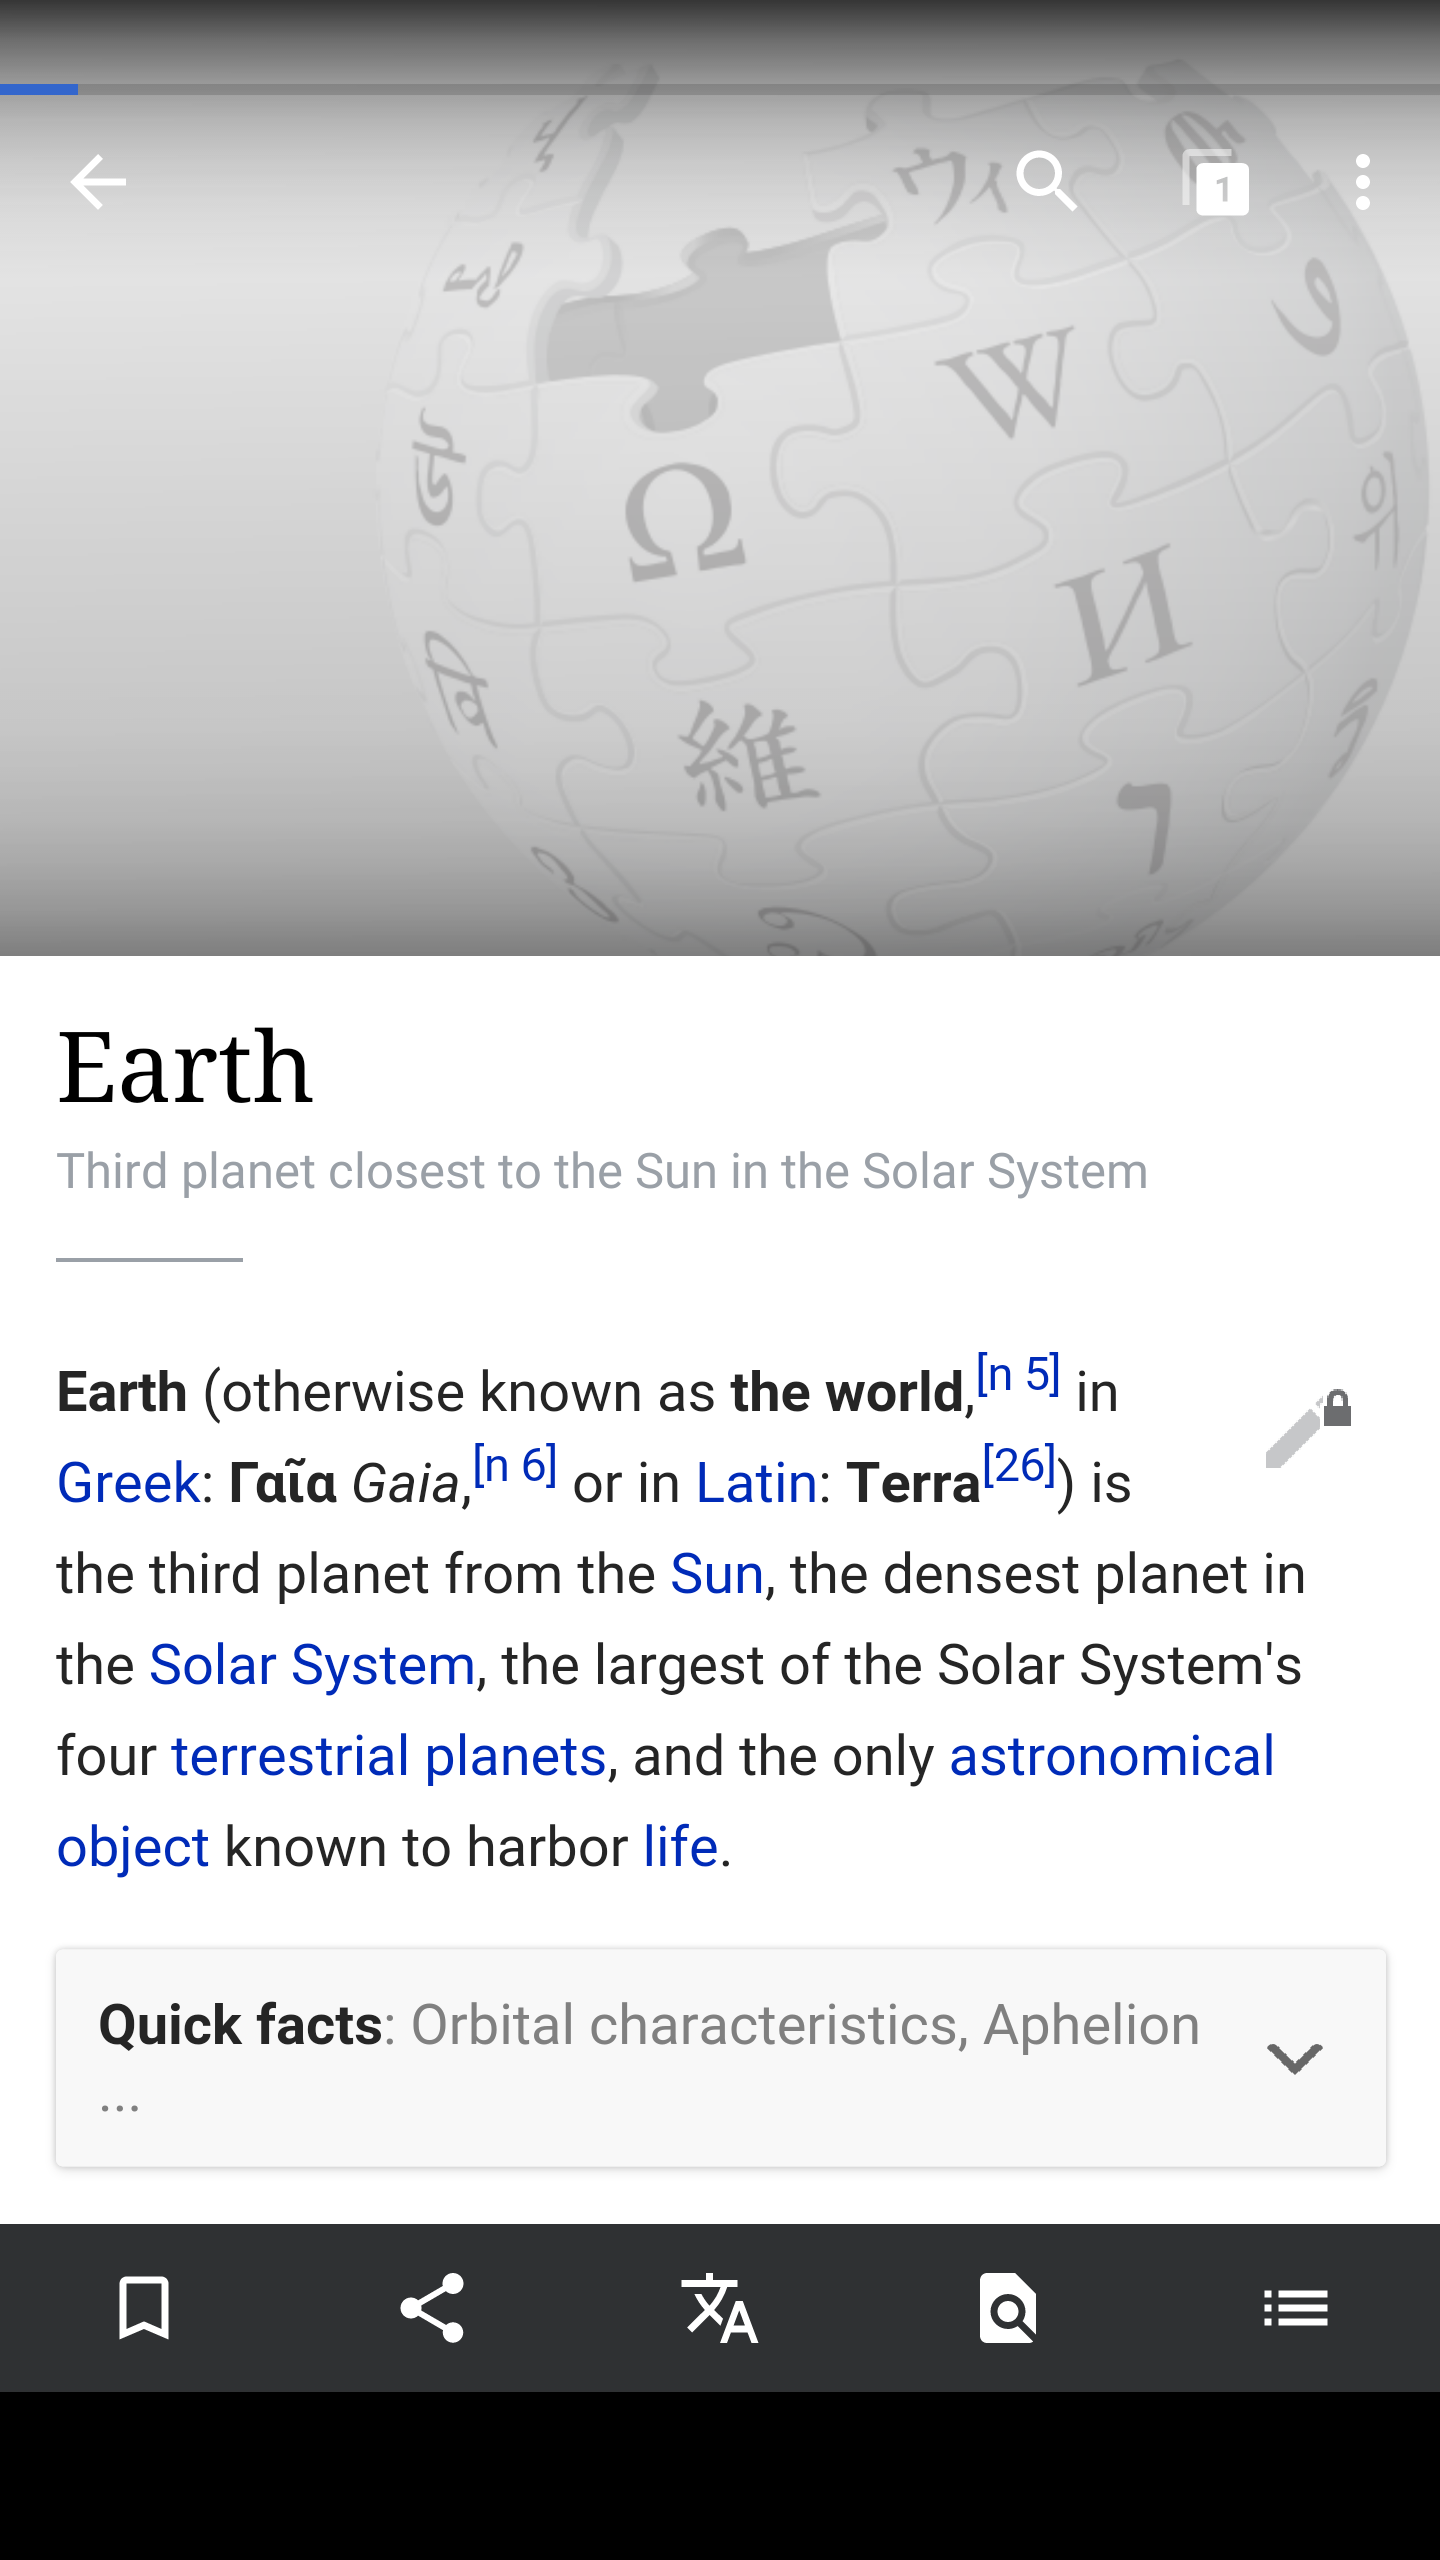 ウィ
1
W
Ω
И
維
ר
Earth
Third planet closest to the Sun in the Solar System
Earth (otherwise known as the world,[n 5] in
Greek: Γαῖα Gaia,[n 6] or in Latin: Terra[26]) is
the third planet from the Sun, the densest planet in
the Solar System, the largest of the Solar System's
four terrestrial planets, and the only astronomical
object known to harbor life.
Quick facts: Orbital characteristics, Aphelion
...